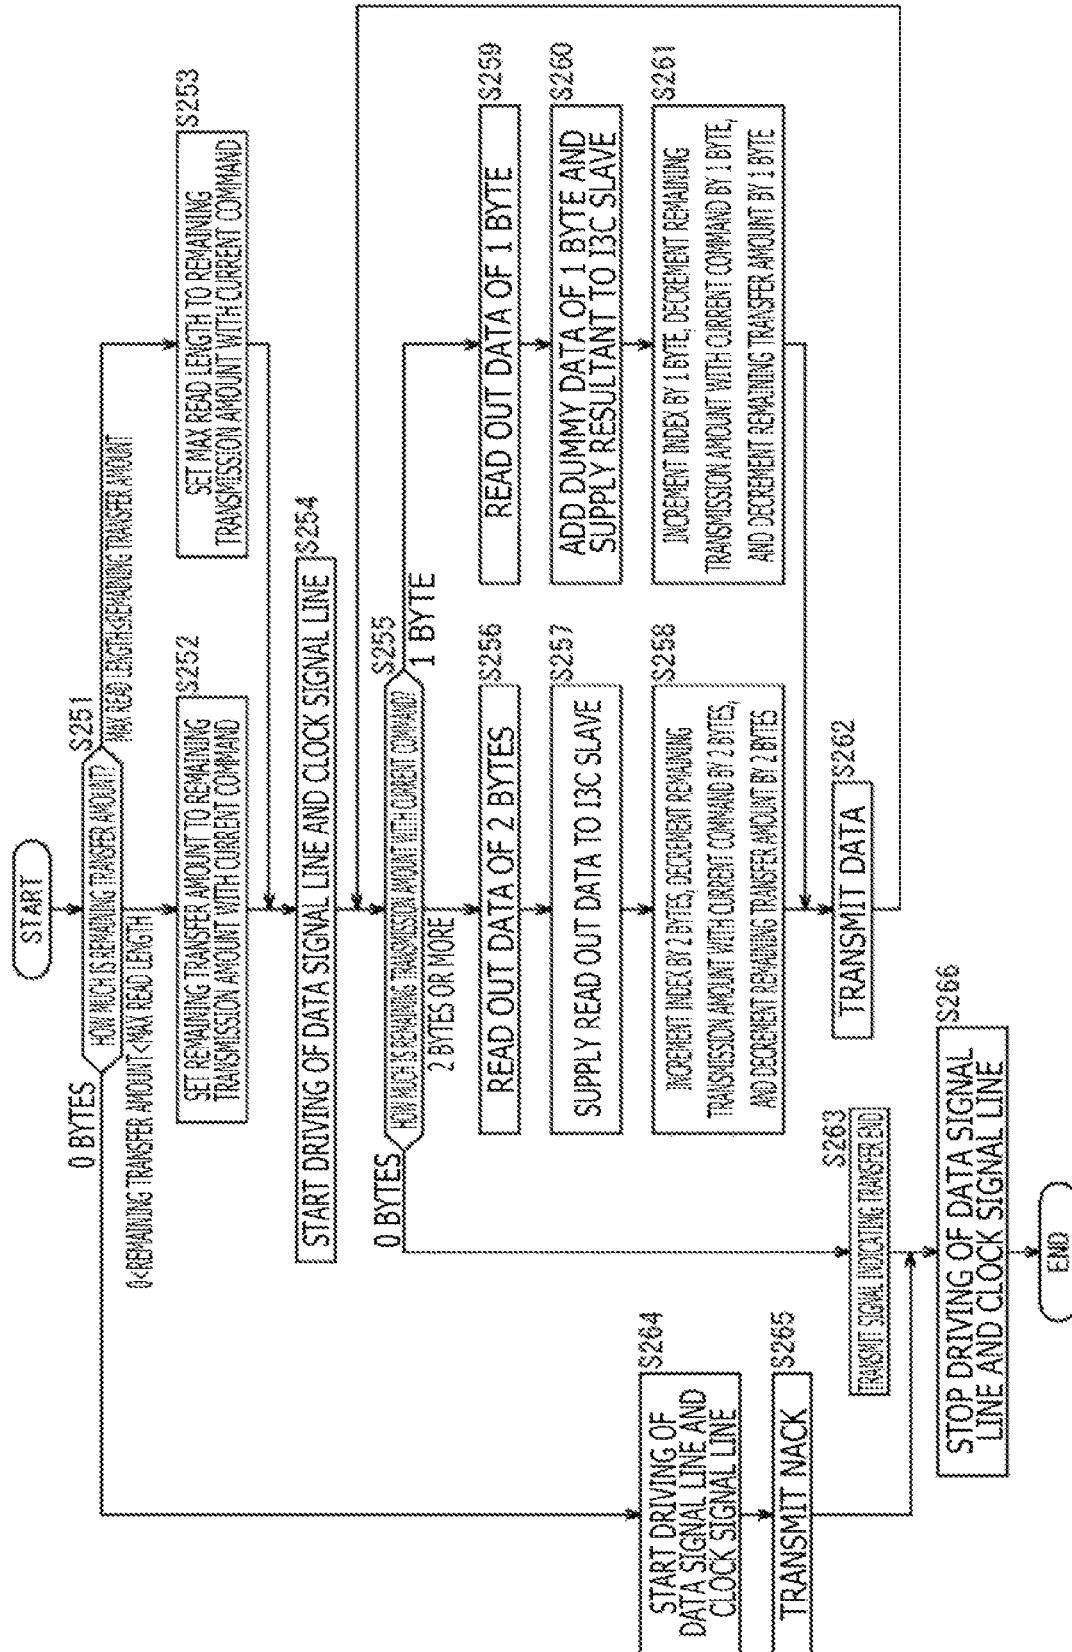 START
S251
HOW MUCH IS REMAINING TRANSFER AMOUNT?
0 BYTES
0<REMAINING TRANSFER AMOUNT<MAX READ LENGTH
MAX READ LENGTH≤REMAINING TRANSFER AMOUNT
S252
SET REMAINING TRANSFER AMOUNT TO REMAINING
TRANSMISSION AMOUNT WITH CURRENT COMMAND
S253
SET MAX READ LENGTH TO REMAINING
TRANSMISSION AMOUNT WITH CURRENT COMMAND
S254
START DRIVING OF DATA SIGNAL LINE AND CLOCK SIGNAL LINE
S255
HOW MUCH IS REMAINING TRANSMISSION AMOUNT WITH CURRENT COMMAND?
0 BYTES
2 BYTES OR MORE
1 BYTE
S256
READ OUT DATA OF 2 BYTES
S257
SUPPLY READ OUT DATA TO I3C SLAVE
S258
INCREMENT INDEX BY 2 BYTES, DECREMENT REMAINING
TRANSMISSION AMOUNT WITH CURRENT COMMAND BY 2 BYTES,
AND DECREMENT REMAINING TRANSFER AMOUNT BY 2 BYTES
S259
READ OUT DATA OF 1 BYTE
S260
ADD DUMMY DATA OF 1 BYTE AND
SUPPLY RESULTANT TO I3C SLAVE
S261
INCREMENT INDEX BY 1 BYTE, DECREMENT REMAINING
TRANSMISSION AMOUNT WITH CURRENT COMMAND BY 1 BYTE,
AND DECREMENT REMAINING TRANSFER AMOUNT BY 1 BYTE
S262
TRANSMIT DATA
S263
TRANSMIT SIGNAL INDICATING TRANSFER END
S264
START DRIVING OF
DATA SIGNAL LINE AND
CLOCK SIGNAL LINE
S265
TRANSMIT NACK
S266
STOP DRIVING OF DATA SIGNAL
LINE AND CLOCK SIGNAL LINE
END